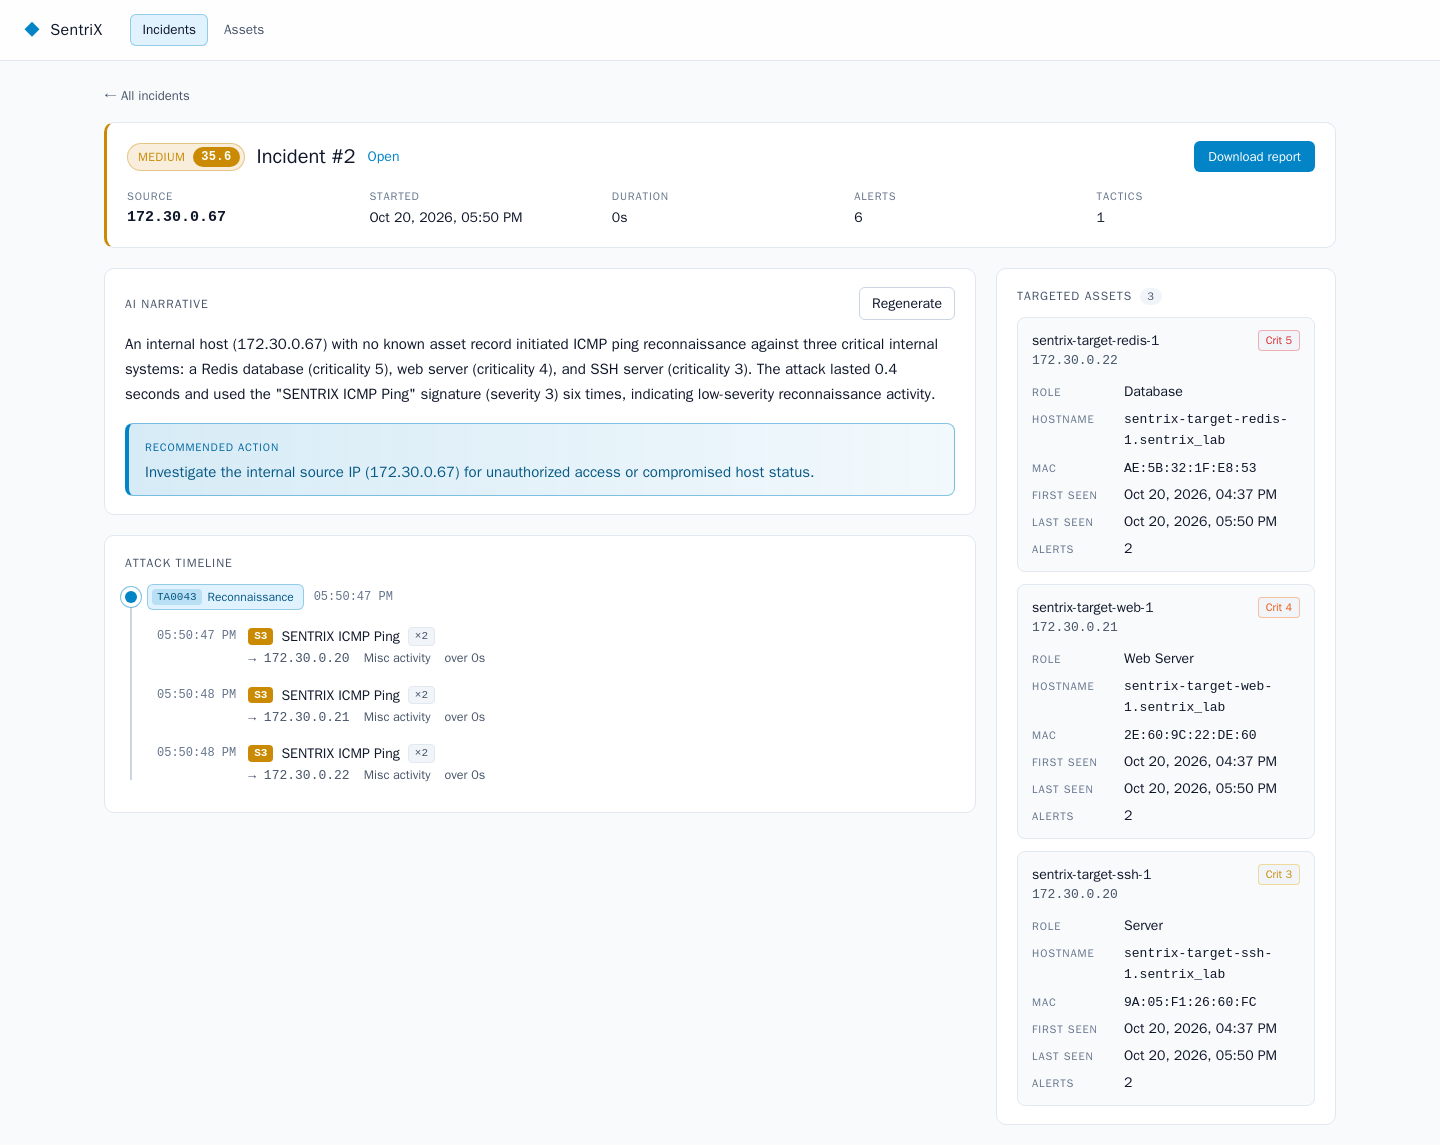 SentriX
Incidents
Assets
← All incidents
MEDIUM 35.6 Incident #2 Open
Download report
SOURCE
172.30.0.67
STARTED
Oct 20, 2026, 05:50 PM
DURATION
0s
ALERTS
6
TACTICS
1
AI NARRATIVE
Regenerate
An internal host (172.30.0.67) with no known asset record initiated ICMP ping reconnaissance against three critical internal
systems: a Redis database (criticality 5), web server (criticality 4), and SSH server (criticality 3). The attack lasted 0.4
seconds and used the "SENTRIX ICMP Ping" signature (severity 3) six times, indicating low-severity reconnaissance activity.
RECOMMENDED ACTION
Investigate the internal source IP (172.30.0.67) for unauthorized access or compromised host status.
ATTACK TIMELINE
TA0043 Reconnaissance 05:50:47 PM
05:50:47 PM S3 SENTRIX ICMP Ping ×2
→ 172.30.0.20 Misc activity over 0s
05:50:48 PM S3 SENTRIX ICMP Ping ×2
→ 172.30.0.21 Misc activity over 0s
05:50:48 PM S3 SENTRIX ICMP Ping ×2
→ 172.30.0.22 Misc activity over 0s
TARGETED ASSETS 3
sentrix-target-redis-1 Crit 5
172.30.0.22
ROLE Database
HOSTNAME sentrix-target-redis-
1.sentrix_lab
MAC AE:5B:32:1F:E8:53
FIRST SEEN Oct 20, 2026, 04:37 PM
LAST SEEN Oct 20, 2026, 05:50 PM
ALERTS 2
sentrix-target-web-1 Crit 4
172.30.0.21
ROLE Web Server
HOSTNAME sentrix-target-web-
1.sentrix_lab
MAC 2E:60:9C:22:DE:60
FIRST SEEN Oct 20, 2026, 04:37 PM
LAST SEEN Oct 20, 2026, 05:50 PM
ALERTS 2
sentrix-target-ssh-1 Crit 3
172.30.0.20
ROLE Server
HOSTNAME sentrix-target-ssh-
1.sentrix_lab
MAC 9A:05:F1:26:60:FC
FIRST SEEN Oct 20, 2026, 04:37 PM
LAST SEEN Oct 20, 2026, 05:50 PM
ALERTS 2